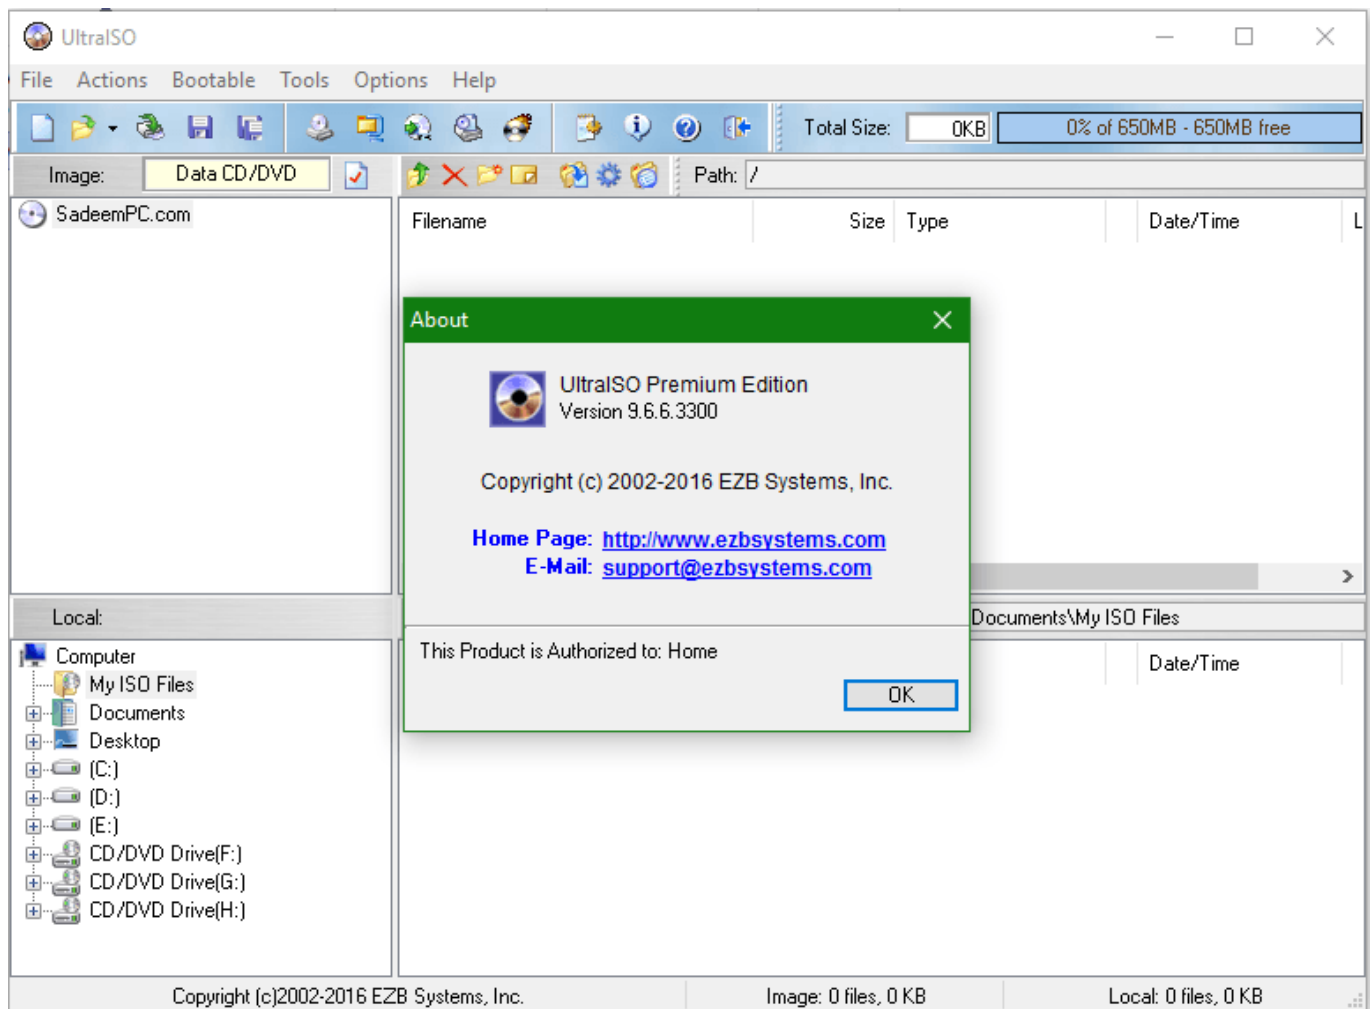 UltraISO
File Actions Bootable Tools Options Help
Total Size: 0KB 0% of 650MB - 650MB free
Image: Data CD/DVD Path: /
SadeemPC.com
Filename Size Type Date/Time L
About
UltraISO Premium Edition
Version 9.6.6.3300
Copyright (c) 2002-2016 EZB Systems, Inc.
Home Page: http://www.ezbsystems.com
E-Mail: support@ezbsystems.com
This Product is Authorized to: Home
OK
Local: Documents\My ISO Files
Date/Time
Computer
My ISO Files
Documents
Desktop
(C:)
(D:)
(E:)
CD/DVD Drive(F:)
CD/DVD Drive(G:)
CD/DVD Drive(H:)
Copyright (c)2002-2016 EZB Systems, Inc. Image: 0 files, 0 KB Local: 0 files, 0 KB